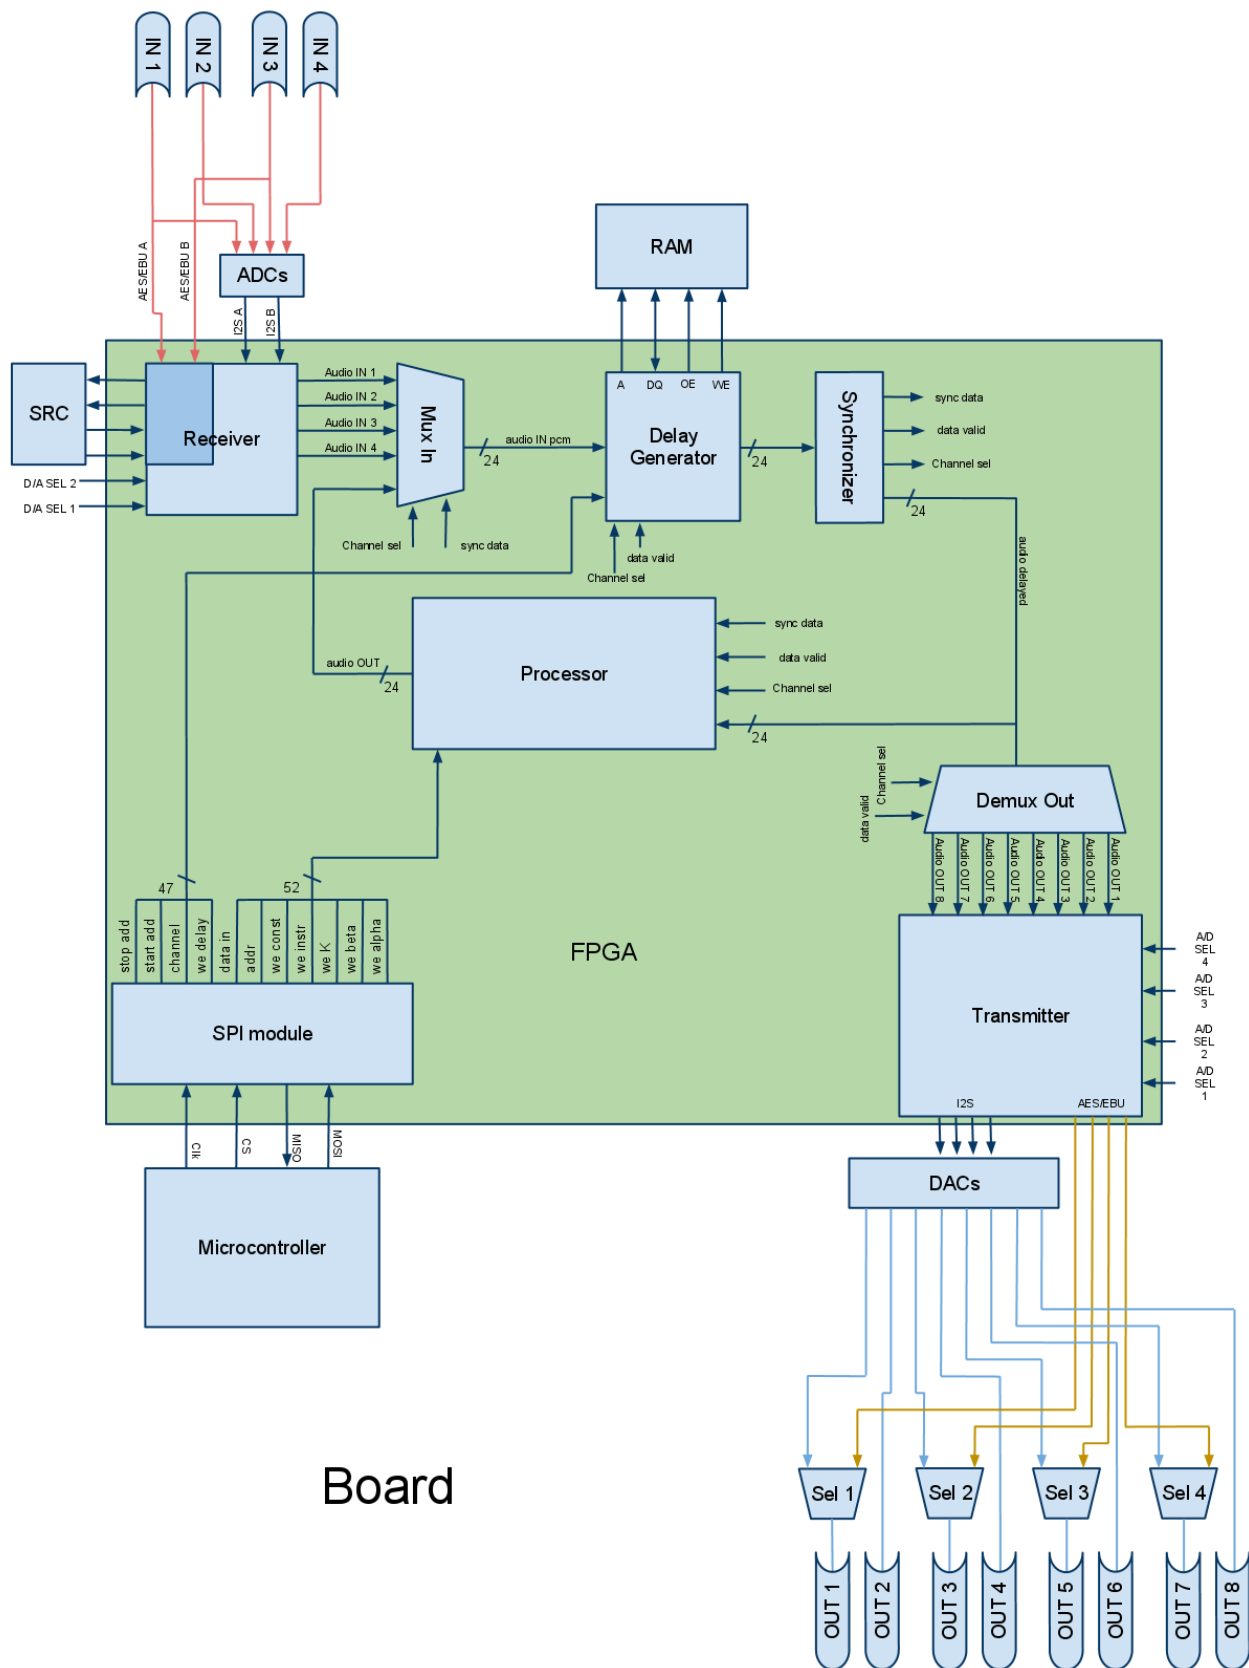 IN 1
IN 2
IN 3
IN 4
AES/EBU A
AES/EBU B
ADCs
I2S A
I2S B
RAM
SRC
Receiver
D/A SEL 2
D/A SEL 1
Audio IN 1
Audio IN 2
Audio IN 3
Audio IN 4
Mux In
Channel sel
sync data
24
audio IN pcm
A
DQ
OE
WE
Delay
Generator
data valid
Channel sel
24
Synchronizer
sync data
data valid
Channel sel
24
audio delayed
Processor
audio OUT
24
sync data
data valid
Channel sel
24
Channel sel
data valid
Demux Out
Audio OUT 8
Audio OUT 7
Audio OUT 6
Audio OUT 5
Audio OUT 4
Audio OUT 3
Audio OUT 2
Audio OUT 1
47
52
stop add
start add
channel
we delay
data in
addr
we const
we instr
we K
we beta
we alpha
SPI module
FPGA
Transmitter
I2S
AES/EBU
A/D
SEL
4
A/D
SEL
3
A/D
SEL
2
A/D
SEL
1
Clk
CS
MISO
MOSI
Microcontroller
DACs
Board
Sel 1
Sel 2
Sel 3
Sel 4
OUT 1
OUT 2
OUT 3
OUT 4
OUT 5
OUT 6
OUT 7
OUT 8